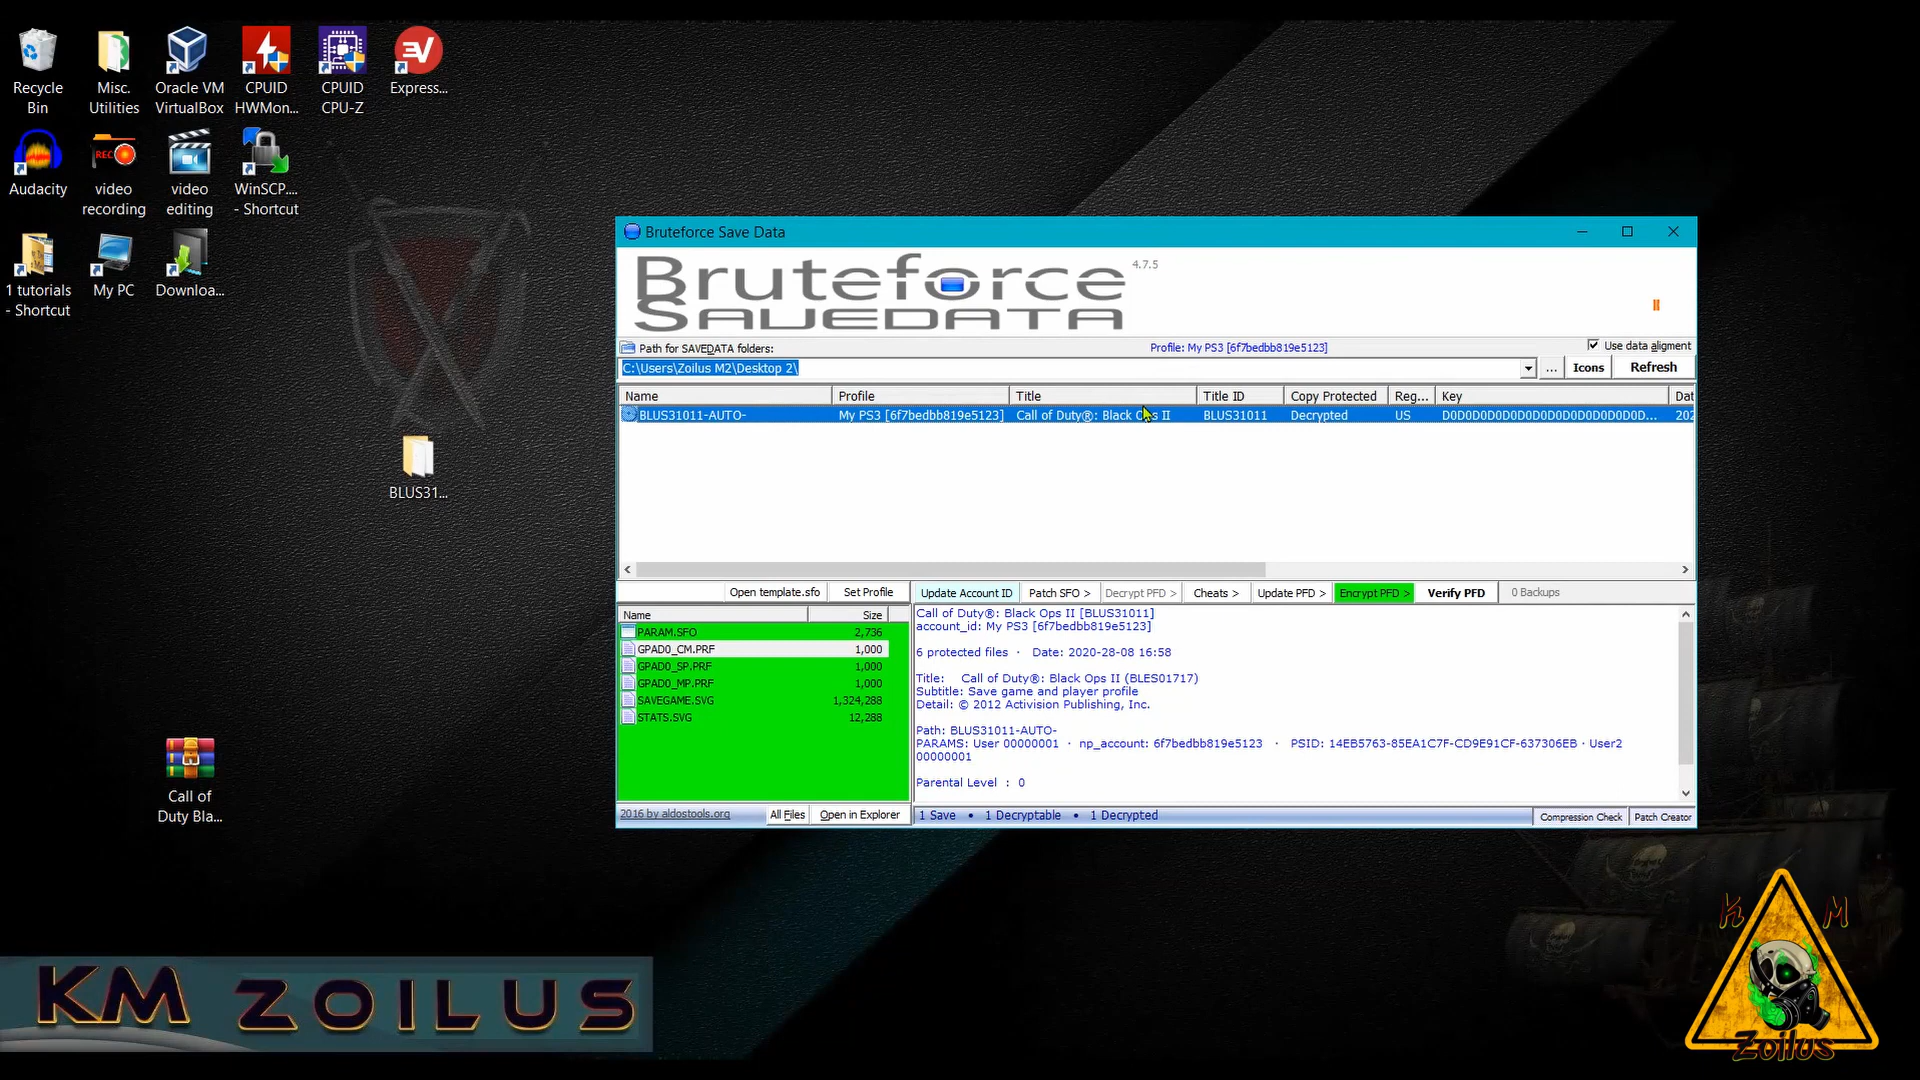 Recycle
Bin
Misc.
Utilities
Oracle VM
VirtualBox
CPUID
HWMon...
CPUID
CPU-Z
Express...
Audacity
REC
video
recording
video
editing
WinSCP....
- Shortcut
1 tutorials
- Shortcut
My PC
Downloa...
BLUS31...
Call of
Duty Bla...
Bruteforce Save Data
Bruteforce
SAVEDATA
4.7.5
Path for SAVEDATA folders:
Profile: My PS3 [6f7bedbb819e5123]
Use data aligment
C:\Users\Zoilus M2\Desktop 2\
...
Icons
Refresh
Name Profile Title Title ID Copy Protected Reg... Key Dat
BLUS31011-AUTO- My PS3 [6f7bedbb819e5123] Call of Duty®: Black Ops II BLUS31011 Decrypted US D0D0D0D0D0D0D0D0D0D0D0D0D... 202
Open template.sfo Set Profile Update Account ID Patch SFO > Decrypt PFD > Cheats > Update PFD > Encrypt PFD > Verify PFD 0 Backups
Name Size
PARAM.SFO 2,736
GPAD0_CM.PRF 1,000
GPAD0_SP.PRF 1,000
GPAD0_MP.PRF 1,000
SAVEGAME.SVG 1,324,288
STATS.SVG 12,288
Call of Duty®: Black Ops II [BLUS31011]
account_id: My PS3 [6f7bedbb819e5123]
6 protected files · Date: 2020-28-08 16:58
Title: Call of Duty®: Black Ops II (BLES01717)
Subtitle: Save game and player profile
Detail: © 2012 Activision Publishing, Inc.
Path: BLUS31011-AUTO-
PARAMS: User 00000001 · np_account: 6f7bedbb819e5123 · PSID: 14EB5763-85EA1C7F-CD9E91CF-637306EB · User2
00000001
Parental Level : 0
2016 by aldostools.org
All Files
Open in Explorer
1 Save • 1 Decryptable • 1 Decrypted
Compression Check
Patch Creator
KM ZOILUS
K M
Zoilus